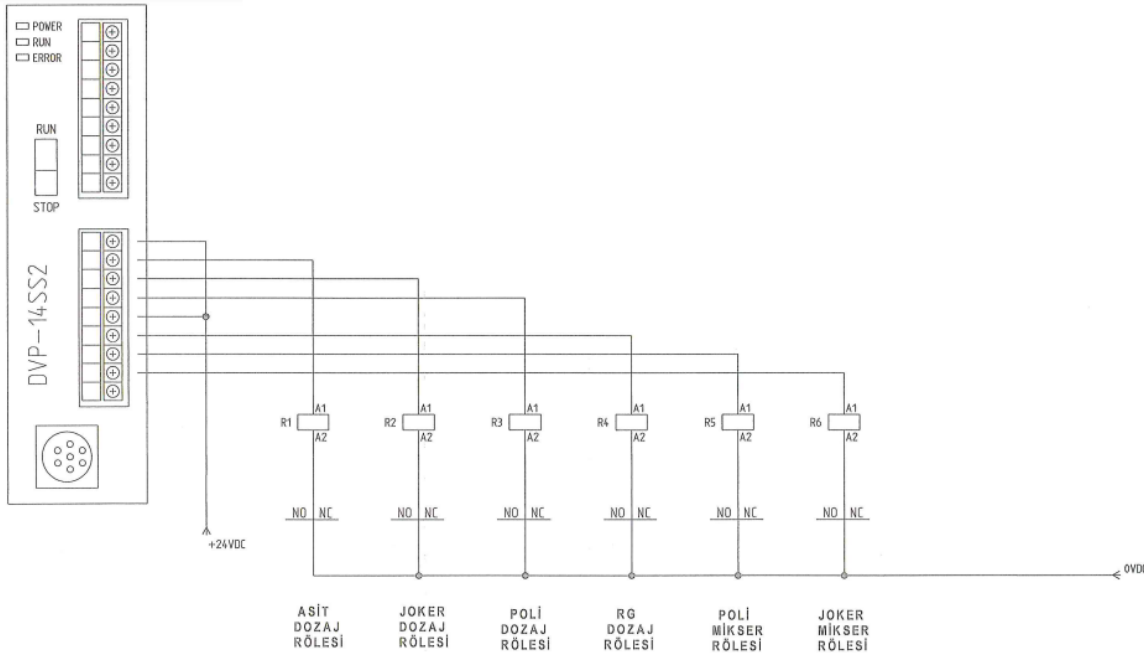 POWER
RUN
ERROR
RUN
STOP
DVP-14SS2
A1 A1 A1 A1 A1 A1
R1 R2 R3 R4 R5 R6
A2 A2 A2 A2 A2 A2
NO NC NO NC NO NC NO NC NO NC NO NC
+24VDC
0VD
ASİT
DOZAJ
RÖLESİ
JOKER
DOZAJ
RÖLESİ
POLİ
DOZAJ
RÖLESİ
RG
DOZAJ
RÖLESİ
POLİ
MİKSER
RÖLESİ
JOKER
MİKSER
RÖLESİ